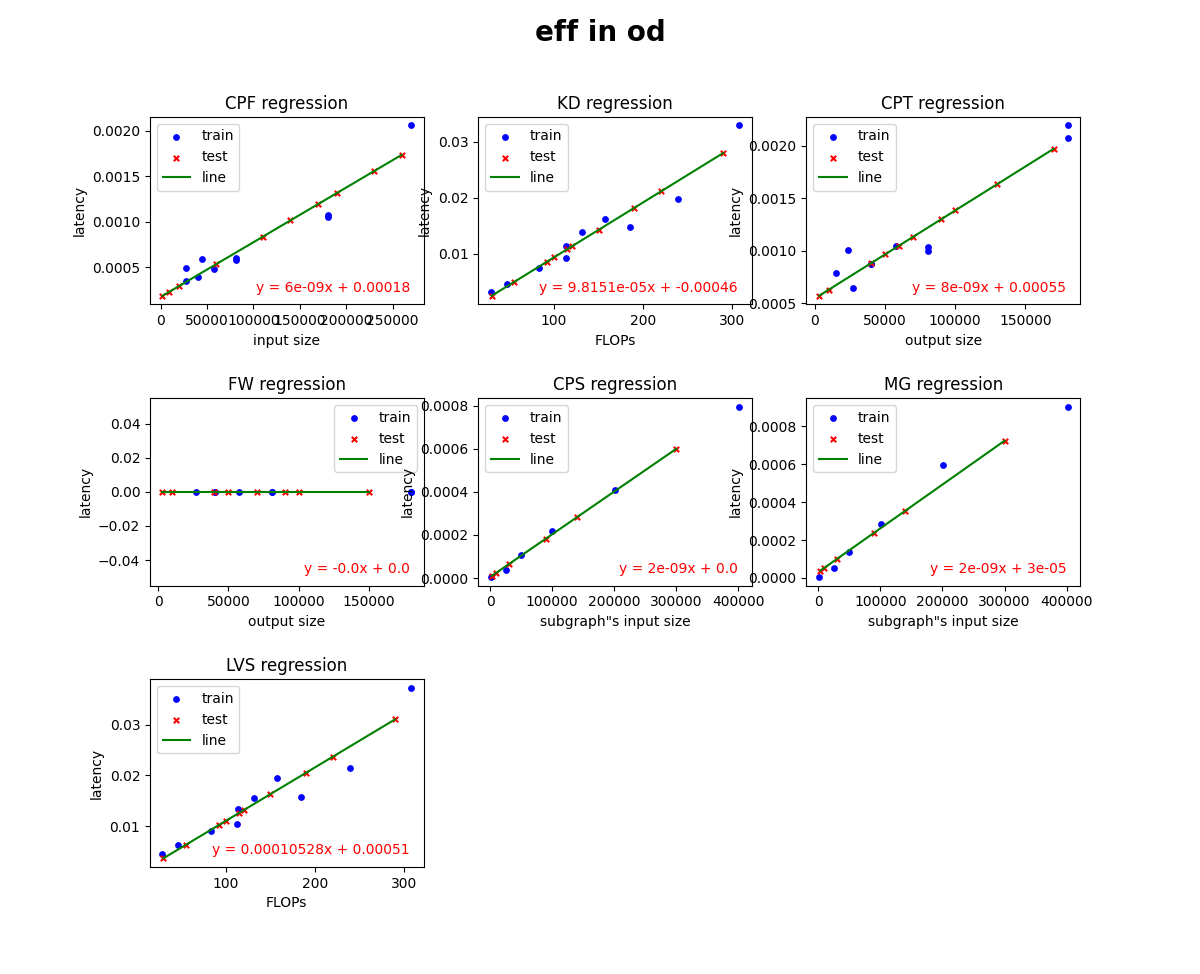 eff in od
CPF regression
0.0020
0.0015
0.0010
0.0005
latency
train
test
line
y = 6e-09x + 0.00018
0 50000 100000 150000 200000 250000
input size
KD regression
0.03
0.02
0.01
latency
train
test
line
y = 9.8151e-05x + -0.00046
100 200 300
FLOPs
CPT regression
0.0020
0.0015
0.0010
0.0005
latency
train
test
line
y = 8e-09x + 0.00055
0 50000 100000 150000
output size
FW regression
0.04
0.02
0.00
−0.02
−0.04
latency
train
test
line
y = -0.0x + 0.0
0 50000 100000 150000
output size
CPS regression
0.0008
0.0006
0.0004
0.0002
0.0000
latency
train
test
line
y = 2e-09x + 0.0
0 100000 200000 300000 400000
subgraph"s input size
MG regression
0.0008
0.0006
0.0004
0.0002
0.0000
latency
train
test
line
y = 2e-09x + 3e-05
0 100000 200000 300000 400000
subgraph"s input size
LVS regression
0.03
0.02
0.01
latency
train
test
line
y = 0.00010528x + 0.00051
100 200 300
FLOPs